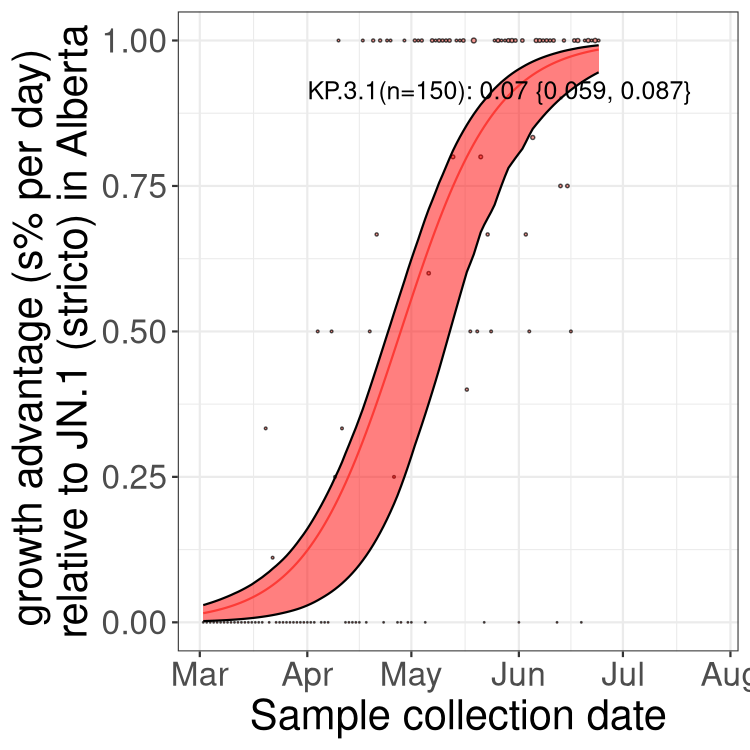 growth advantage (s% per day)
relative to JN.1 (stricto) in Alberta
1.00
0.75
0.50
0.25
0.00
KP.3.1(n=150): 0.07 {0.059, 0.087}
Mar Apr May Jun Jul Aug
Sample collection date